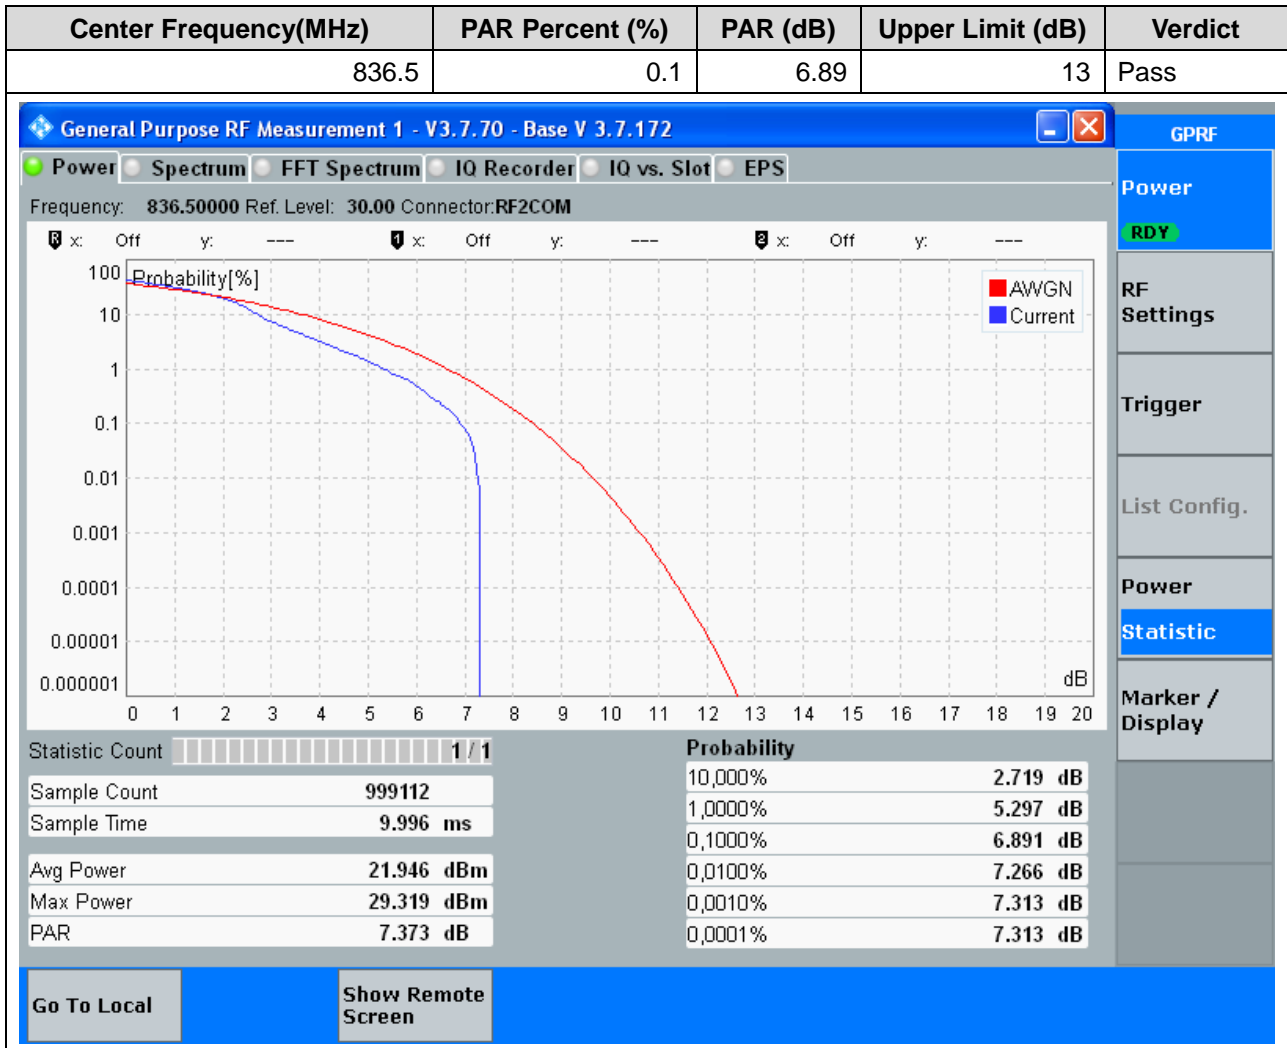 Center Frequency(MHz) PAR Percent (%) PAR (dB) Upper Limit (dB) Verdict
836.5 0.1 6.89 13 Pass
General Purpose RF Measurement 1 - V3.7.70 - Base V 3.7.172
GPRF
Power Spectrum FFT Spectrum IQ Recorder IQ vs. Slot EPS
Frequency: 836.50000 Ref. Level: 30.00 Connector:RF2COM
R x: Off y: --- 1 x: Off y: --- 2 x: Off y: ---
Probability[%]
AWGN
Current
100
10
1
0.1
0.01
0.001
0.0001
0.00001
0.000001
dB
0 1 2 3 4 5 6 7 8 9 10 11 12 13 14 15 16 17 18 19 20
Statistic Count 1 / 1
Sample Count 999112
Sample Time 9.996 ms
Avg Power 21.946 dBm
Max Power 29.319 dBm
PAR 7.373 dB
Probability
10,000% 2.719 dB
1,0000% 5.297 dB
0,1000% 6.891 dB
0,0100% 7.266 dB
0,0010% 7.313 dB
0,0001% 7.313 dB
Power
RDY
RF
Settings
Trigger
List Config.
Power
Statistic
Marker /
Display
Go To Local
Show Remote
Screen